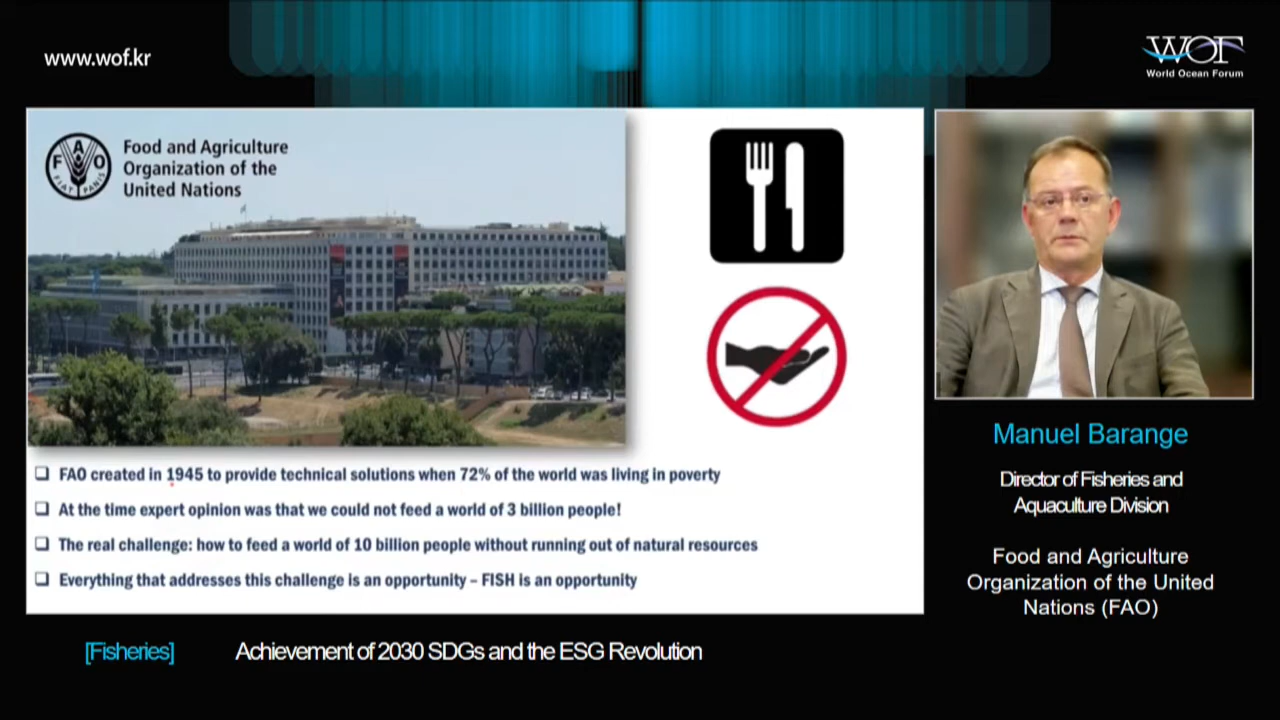 www.wof.kr
WOF
World Ocean Forum
FAO
FIAT PANIS
Food and Agriculture
Organization of the
United Nations
FAO created in 1945 to provide technical solutions when 72% of the world was living in poverty
At the time expert opinion was that we could not feed a world of 3 billion people!
The real challenge: how to feed a world of 10 billion people without running out of natural resources
Everything that addresses this challenge is an opportunity – FISH is an opportunity
Manuel Barange
Director of Fisheries and
Aquaculture Division
Food and Agriculture
Organization of the United
Nations (FAO)
[Fisheries] Achievement of 2030 SDGs and the ESG Revolution